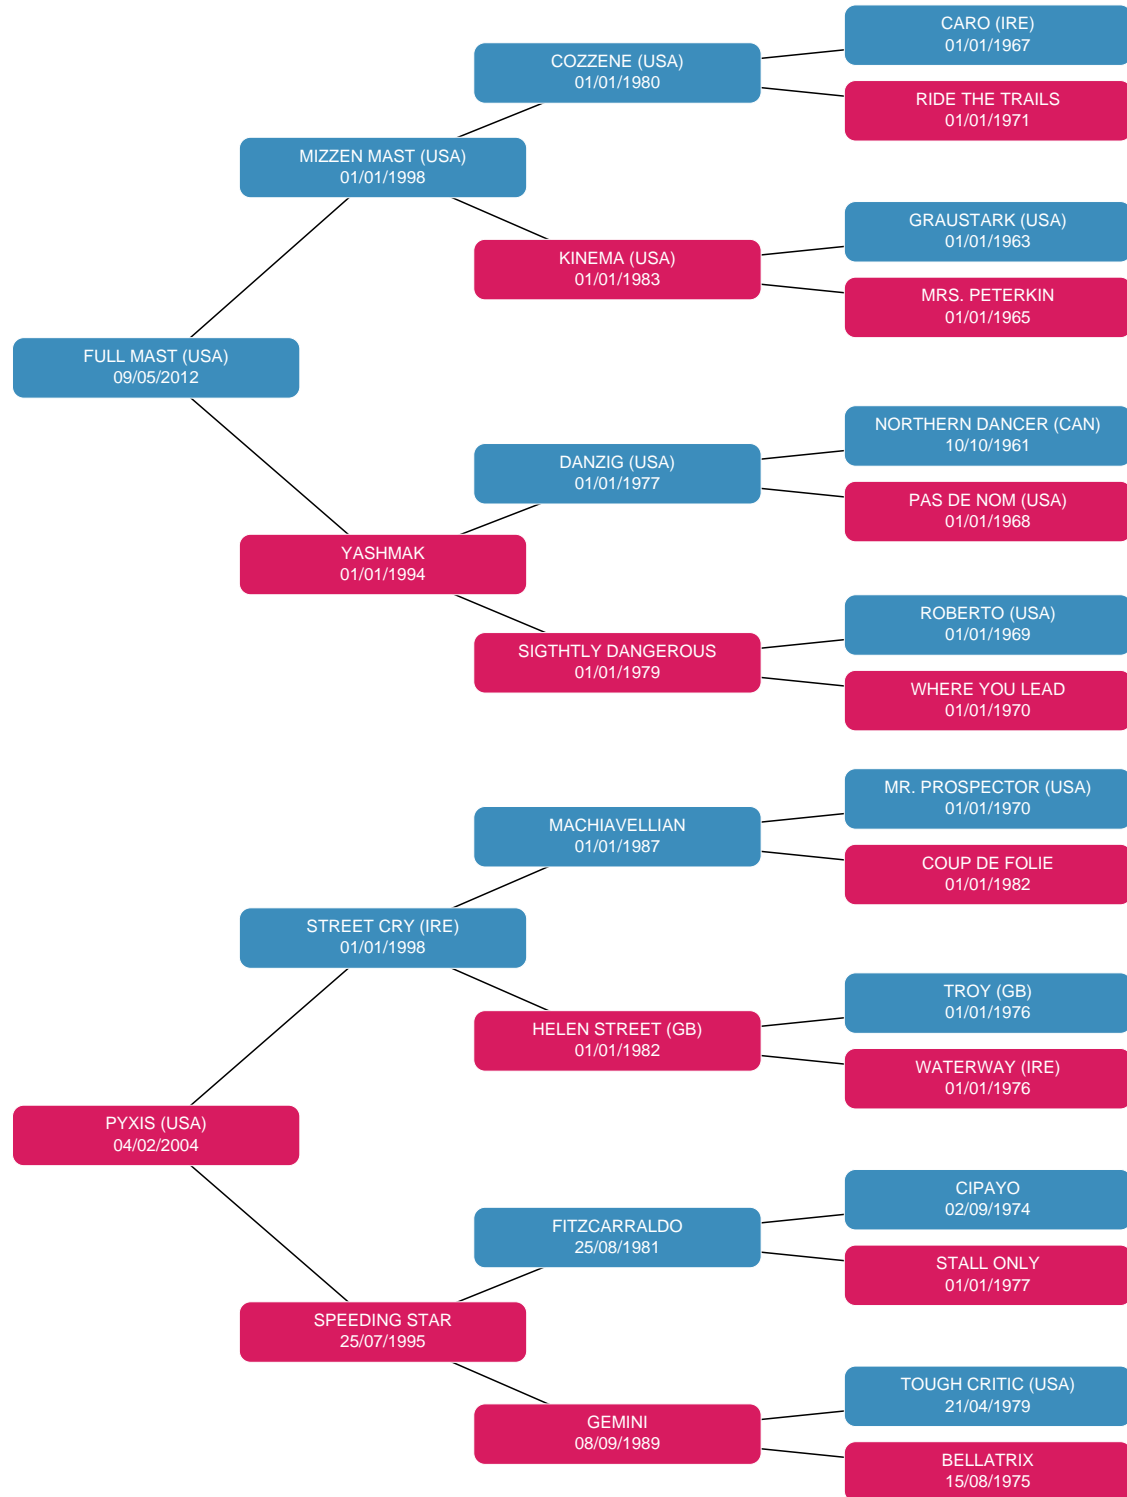 CARO (IRE)
01/01/1967
COZZENE (USA)
01/01/1980
RIDE THE TRAILS
01/01/1971
MIZZEN MAST (USA)
01/01/1998
GRAUSTARK (USA)
01/01/1963
KINEMA (USA)
01/01/1983
MRS. PETERKIN
01/01/1965
FULL MAST (USA)
09/05/2012
NORTHERN DANCER (CAN)
10/10/1961
DANZIG (USA)
01/01/1977
PAS DE NOM (USA)
01/01/1968
YASHMAK
01/01/1994
ROBERTO (USA)
01/01/1969
SIGTHTLY DANGEROUS
01/01/1979
WHERE YOU LEAD
01/01/1970
MR. PROSPECTOR (USA)
01/01/1970
MACHIAVELLIAN
01/01/1987
COUP DE FOLIE
01/01/1982
STREET CRY (IRE)
01/01/1998
TROY (GB)
01/01/1976
HELEN STREET (GB)
01/01/1982
WATERWAY (IRE)
01/01/1976
PYXIS (USA)
04/02/2004
CIPAYO
02/09/1974
FITZCARRALDO
25/08/1981
STALL ONLY
01/01/1977
SPEEDING STAR
25/07/1995
TOUGH CRITIC (USA)
21/04/1979
GEMINI
08/09/1989
BELLATRIX
15/08/1975